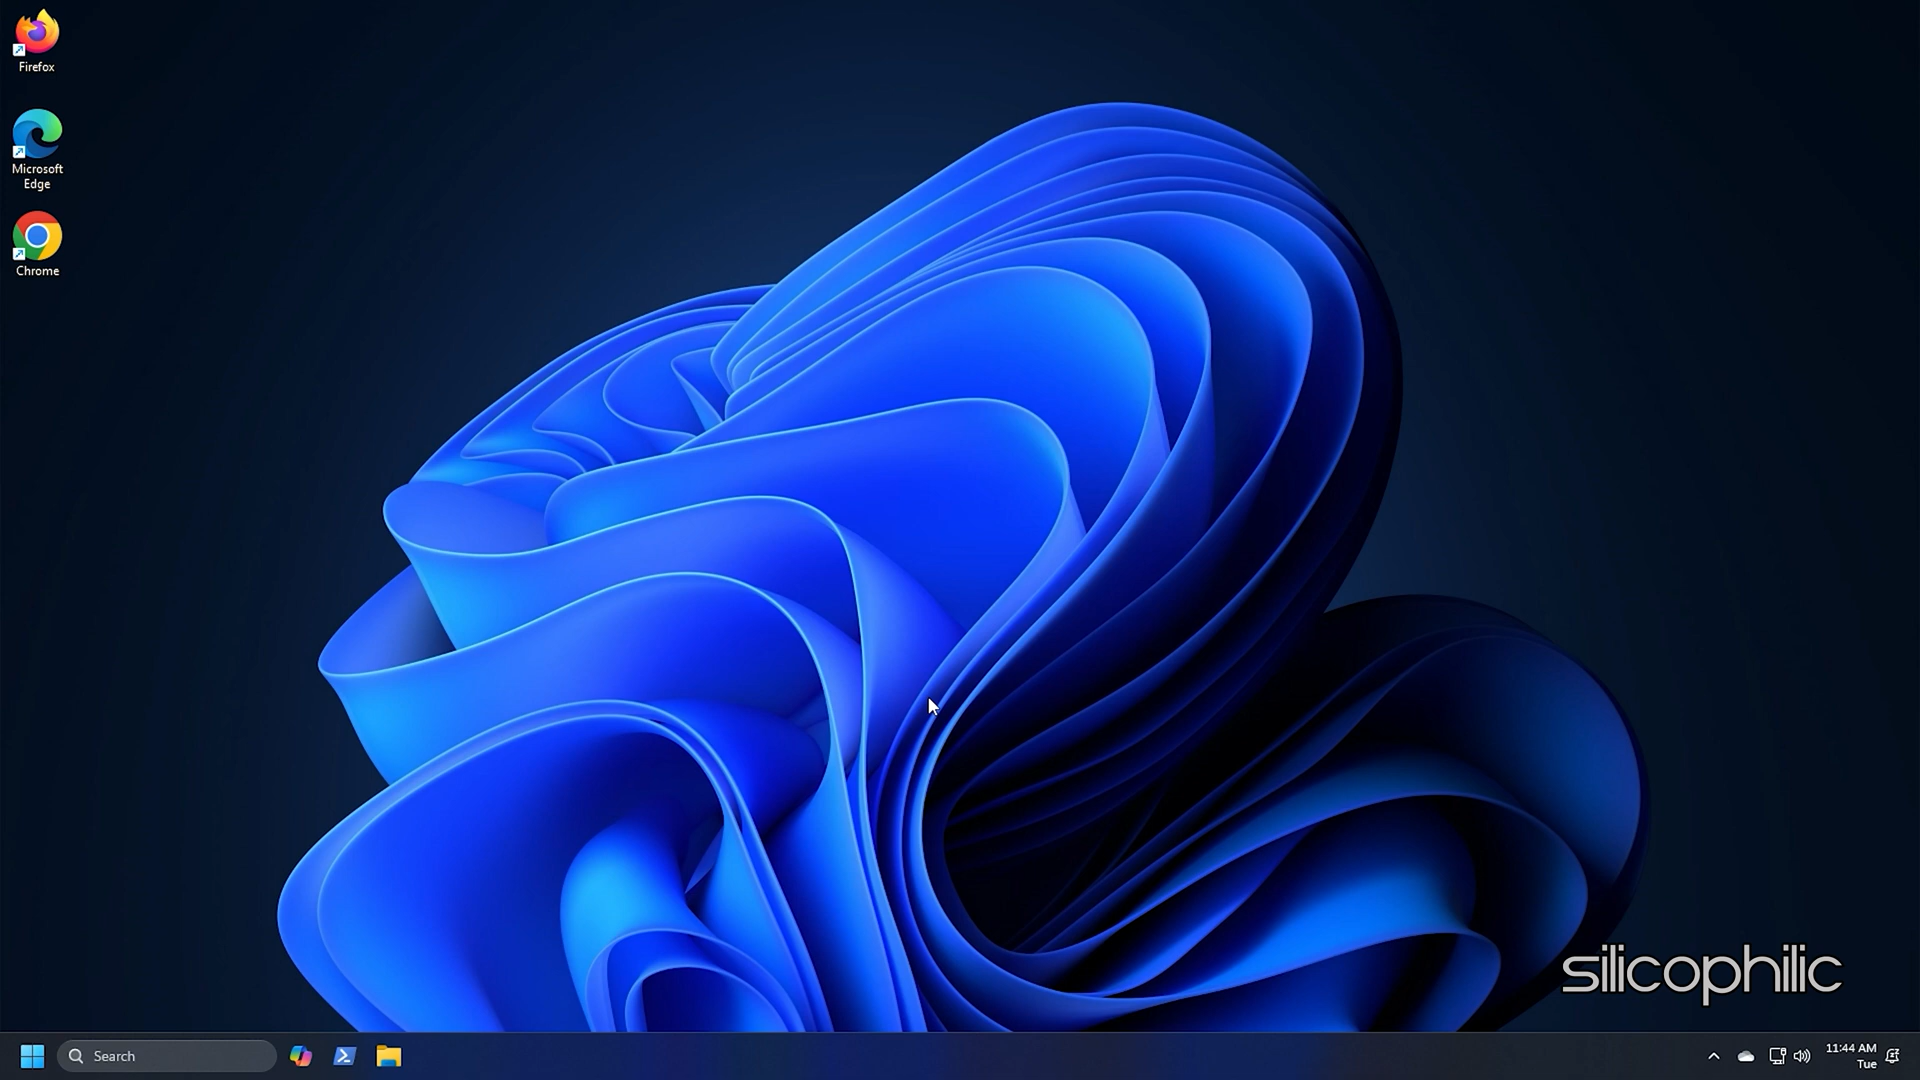 Firefox
Microsoft
Edge
Chrome
silicophilic
Search
11:44 AM
Tue